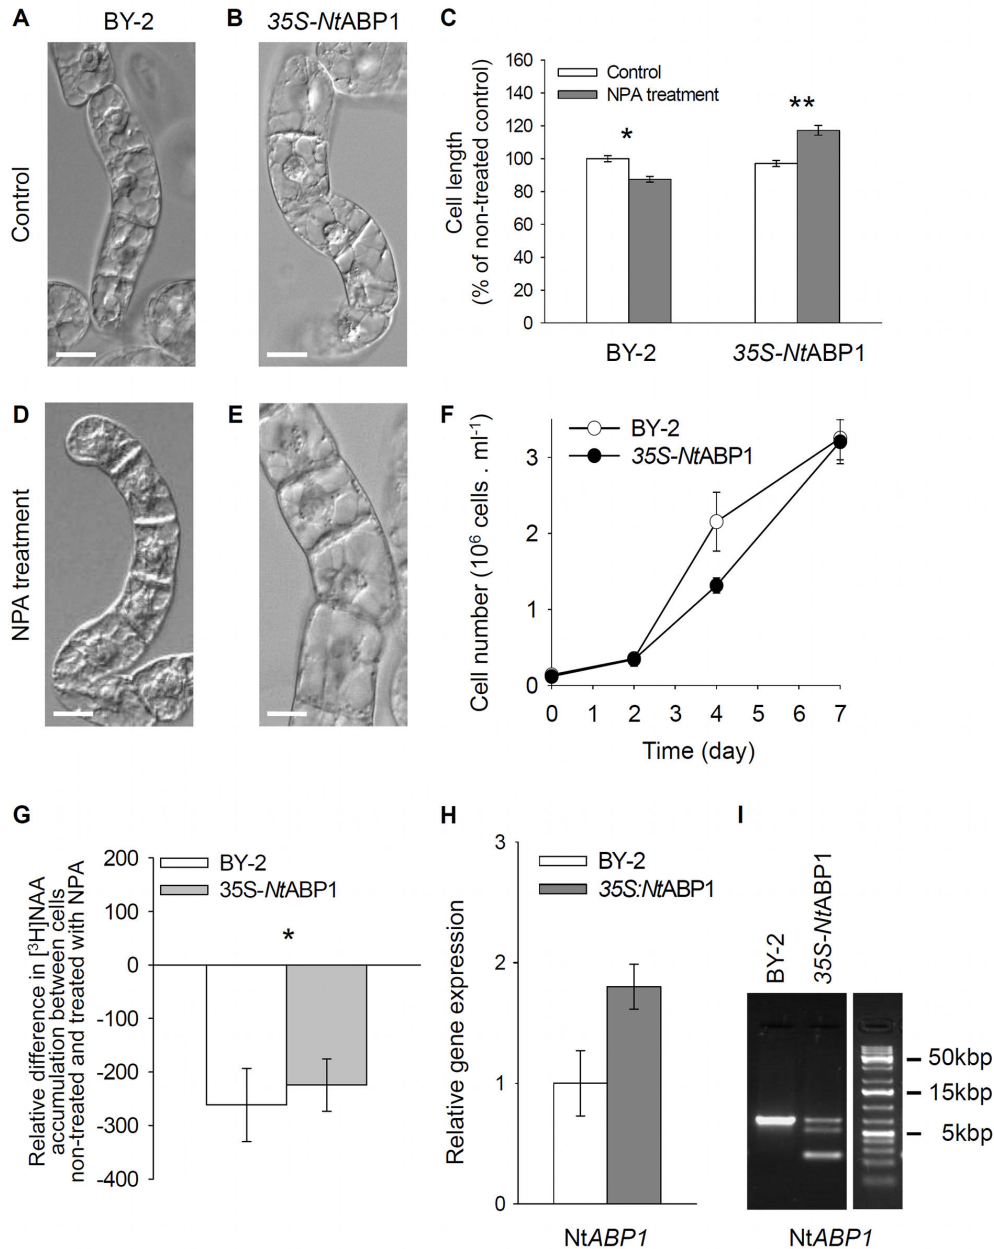 A
BY-2
B
35S-NtABP1
Control
C
160
140
120
100
80
60
40
20
0
Cell length
(% of non-treated control)
Control
NPA treatment
*
**
BY-2
35S-NtABP1
D
E
NPA treatment
F
BY-2
35S-NtABP1
3
2
1
0
Cell number (10⁶ cells . ml⁻¹)
0 1 2 3 4 5 6 7
Time (day)
G
200
100
0
-100
-200
-300
-400
Relative difference in [³H]NAA
accumulation between cells
non-treated and treated with NPA
BY-2
35S-NtABP1
*
H
3
2
1
0
Relative gene expression
BY-2
35S:NtABP1
NtABP1
I
BY-2
35S-NtABP1
50kbp
15kbp
5kbp
NtABP1